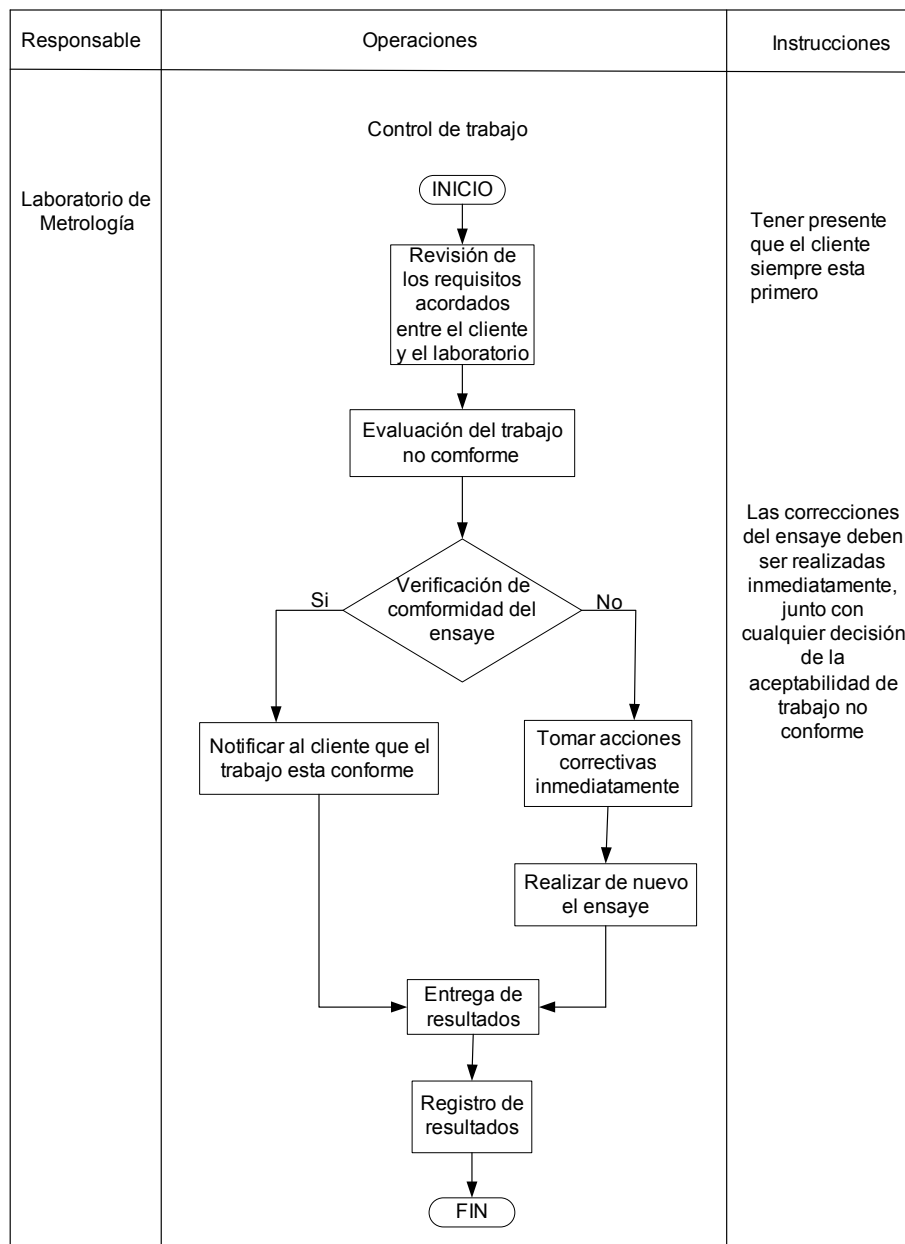 Responsable
Operaciones
Instrucciones
Control de trabajo
INICIO
Laboratorio de
Metrología
Tener presente
que el cliente
siempre esta
primero
Revisión de
los requisitos
acordados
entre el cliente
y el laboratorio
Evaluación del trabajo
no comforme
Verificación de
comformidad del
ensaye
Si
No
Las correcciones
del ensaye deben
ser realizadas
inmediatamente,
junto con
cualquier decisión
de la
aceptabilidad de
trabajo no
conforme
Notificar al cliente que el
trabajo esta conforme
Tomar acciones
correctivas
inmediatamente
Realizar de nuevo
el ensaye
Entrega de
resultados
Registro de
resultados
FIN